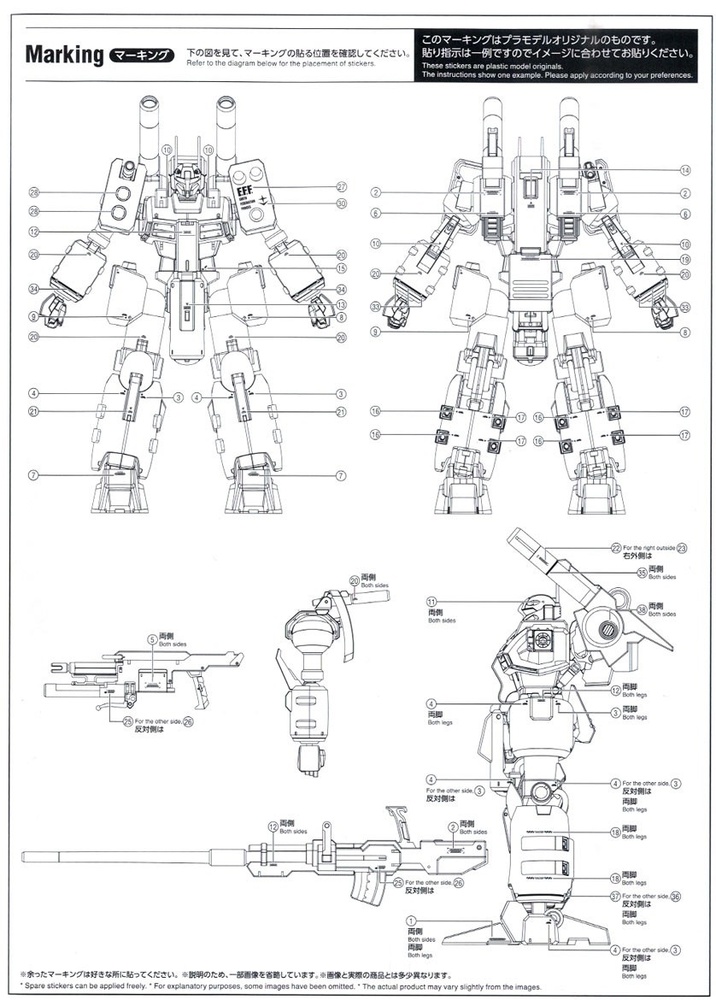 Marking マーキング
下の図を見て、マーキングの貼る位置を確認してください。
Refer to the diagram below for the placement of stickers.
このマーキングはプラモデルオリジナルのものです。
貼り指示は一例ですのでイメージに合わせてお貼りください。
These stickers are plastic model originals.
The instructions show one example. Please apply according to your preferences.
10 10
28
28
12
20
34
9
20
4
21
7
EFF
EARTH
FEDERATION
FORCES
27
30
20
15
34
13
8
20
3
4
3
21
7
14
2
2
6
6
10
10
19
20
20
33
33
9
8
16
17
16
17
16
17
16
17
22 For the right outside 23
右外側は
35 両側
Both sides
38 両側
Both sides
11
両側
Both sides
20 両側
Both sides
5 両側
Both sides
25 For the other side, 26
反対側は
12 両脚
Both legs
4
両脚
Both legs
3 両脚
Both legs
4
For the other side, 3
反対側は
4 For the other side, 3
反対側は
両脚
Both legs
12 両側
Both sides
2 両側
Both sides
25 For the other side, 26
反対側は
18 両脚
Both legs
18 両脚
Both legs
37 For the other side, 36
反対側は
両脚
Both legs
1
両側
Both sides
両脚
Both legs
4 For the other side, 3
反対側は
両脚
Both legs
※余ったマーキングは好きな所に貼ってください。※説明のため、一部画像を省略しています。※画像と実際の商品とは多少異なります。
* Spare stickers can be applied freely. * For explanatory purposes, some images have been omitted. * The actual product may vary slightly from the images.